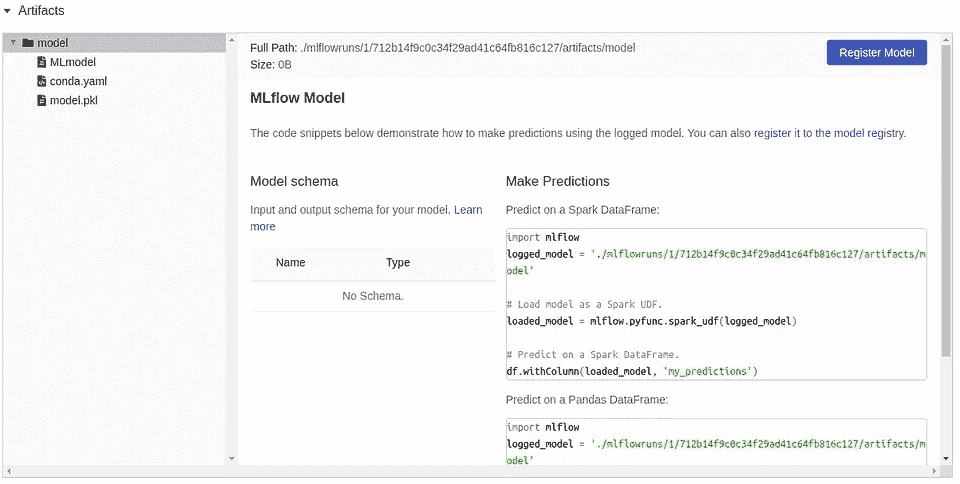 Artifacts
model
MLmodel
conda.yaml
model.pkl
Full Path: ./mlflowruns/1/712b14f9c0c34f29ad41c64fb816c127/artifacts/model
Size: 0B
Register Model
MLflow Model
The code snippets below demonstrate how to make predictions using the logged model. You can also register it to the model registry.
Model schema
Input and output schema for your model. Learn
more
Name Type
No Schema.
Make Predictions
Predict on a Spark DataFrame:
import mlflow
logged_model = './mlflowruns/1/712b14f9c0c34f29ad41c64fb816c127/artifacts/m
odel'
# Load model as a Spark UDF.
loaded_model = mlflow.pyfunc.spark_udf(logged_model)
# Predict on a Spark DataFrame.
df.withColumn(loaded_model, 'my_predictions')
Predict on a Pandas DataFrame:
import mlflow
logged_model = './mlflowruns/1/712b14f9c0c34f29ad41c64fb816c127/artifacts/m
odel'